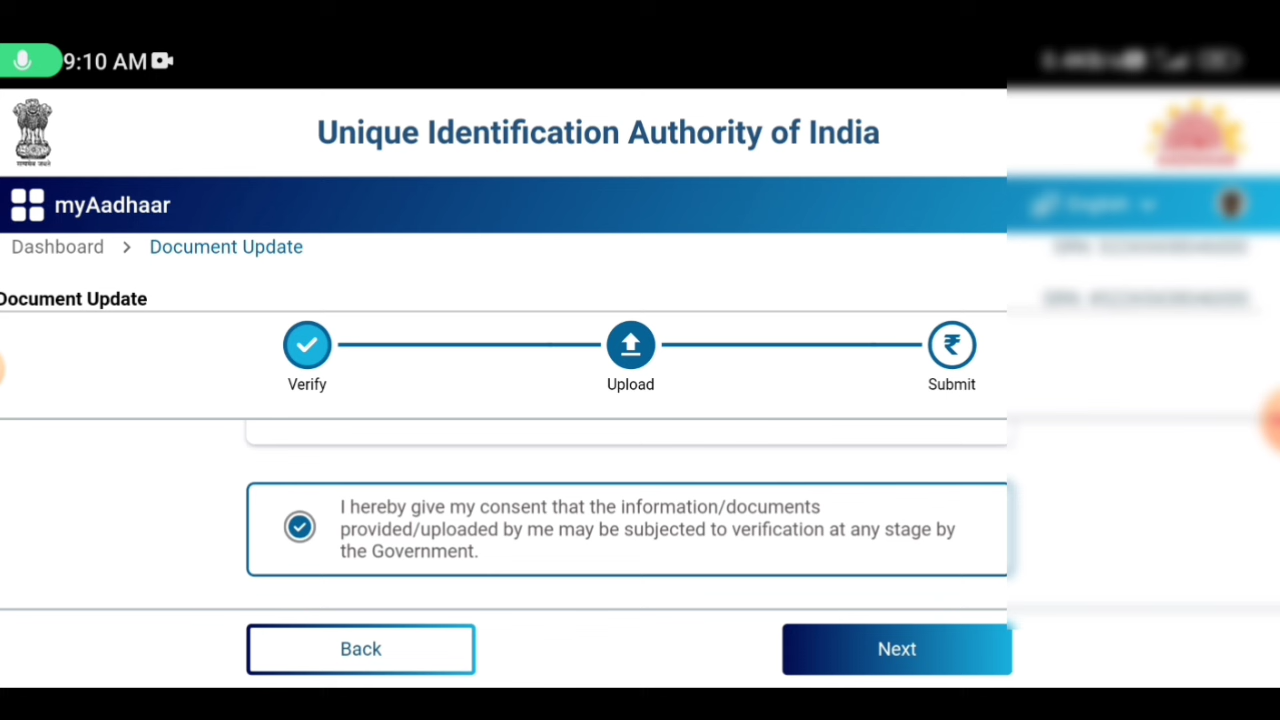 9:10 AM
Unique Identification Authority of India
myAadhaar
Dashboard > Document Update
Document Update
Verify
Upload
₹
Submit
I hereby give my consent that the information/documents
provided/uploaded by me may be subjected to verification at any stage by
the Government.
Back
Next